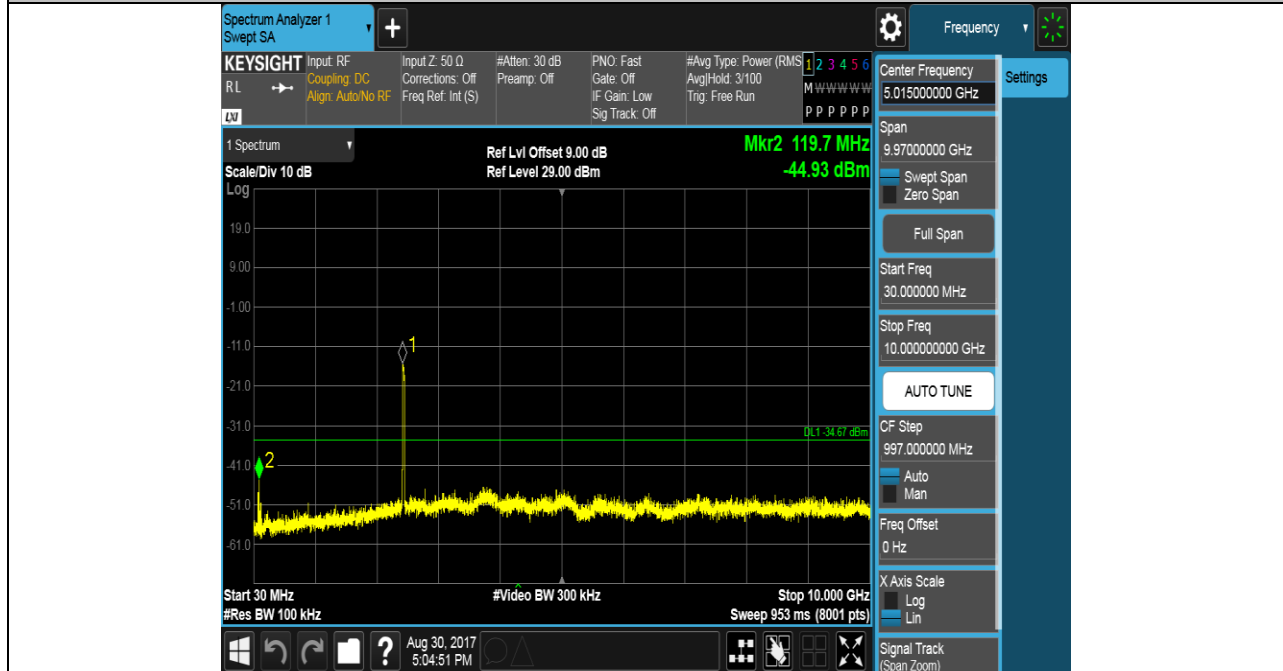 Spectrum Analyzer 1
Swept SA
+
Frequency
KEYSIGHT
RL
LXI
Input: RF
Coupling: DC
Align: Auto/No RF
Input Z: 50 Ω
Corrections: Off
Freq Ref: Int (S)
#Atten: 30 dB
Preamp: Off
PNO: Fast
Gate: Off
IF Gain: Low
Sig Track: Off
#Avg Type: Power (RMS
Avg|Hold: 3/100
Trig: Free Run
1 2 3 4 5 6
M W W W W W
P P P P P P
1 Spectrum
Scale/Div 10 dB
Log
Ref Lvl Offset 9.00 dB
Ref Level 29.00 dBm
Mkr2 119.7 MHz
-44.93 dBm
19.0
9.00
-1.00
-11.0
-21.0
-31.0
-41.0
-51.0
-61.0
1
2
DL1 -34.67 dBm
Start 30 MHz
#Res BW 100 kHz
#Video BW 300 kHz
Stop 10.000 GHz
Sweep 953 ms (8001 pts)
?
Aug 30, 2017
5:04:51 PM
Center Frequency
5.015000000 GHz
Settings
Span
9.97000000 GHz
Swept Span
Zero Span
Full Span
Start Freq
30.000000 MHz
Stop Freq
10.000000000 GHz
AUTO TUNE
CF Step
997.000000 MHz
Auto
Man
Freq Offset
0 Hz
X Axis Scale
Log
Lin
Signal Track
(Span Zoom)